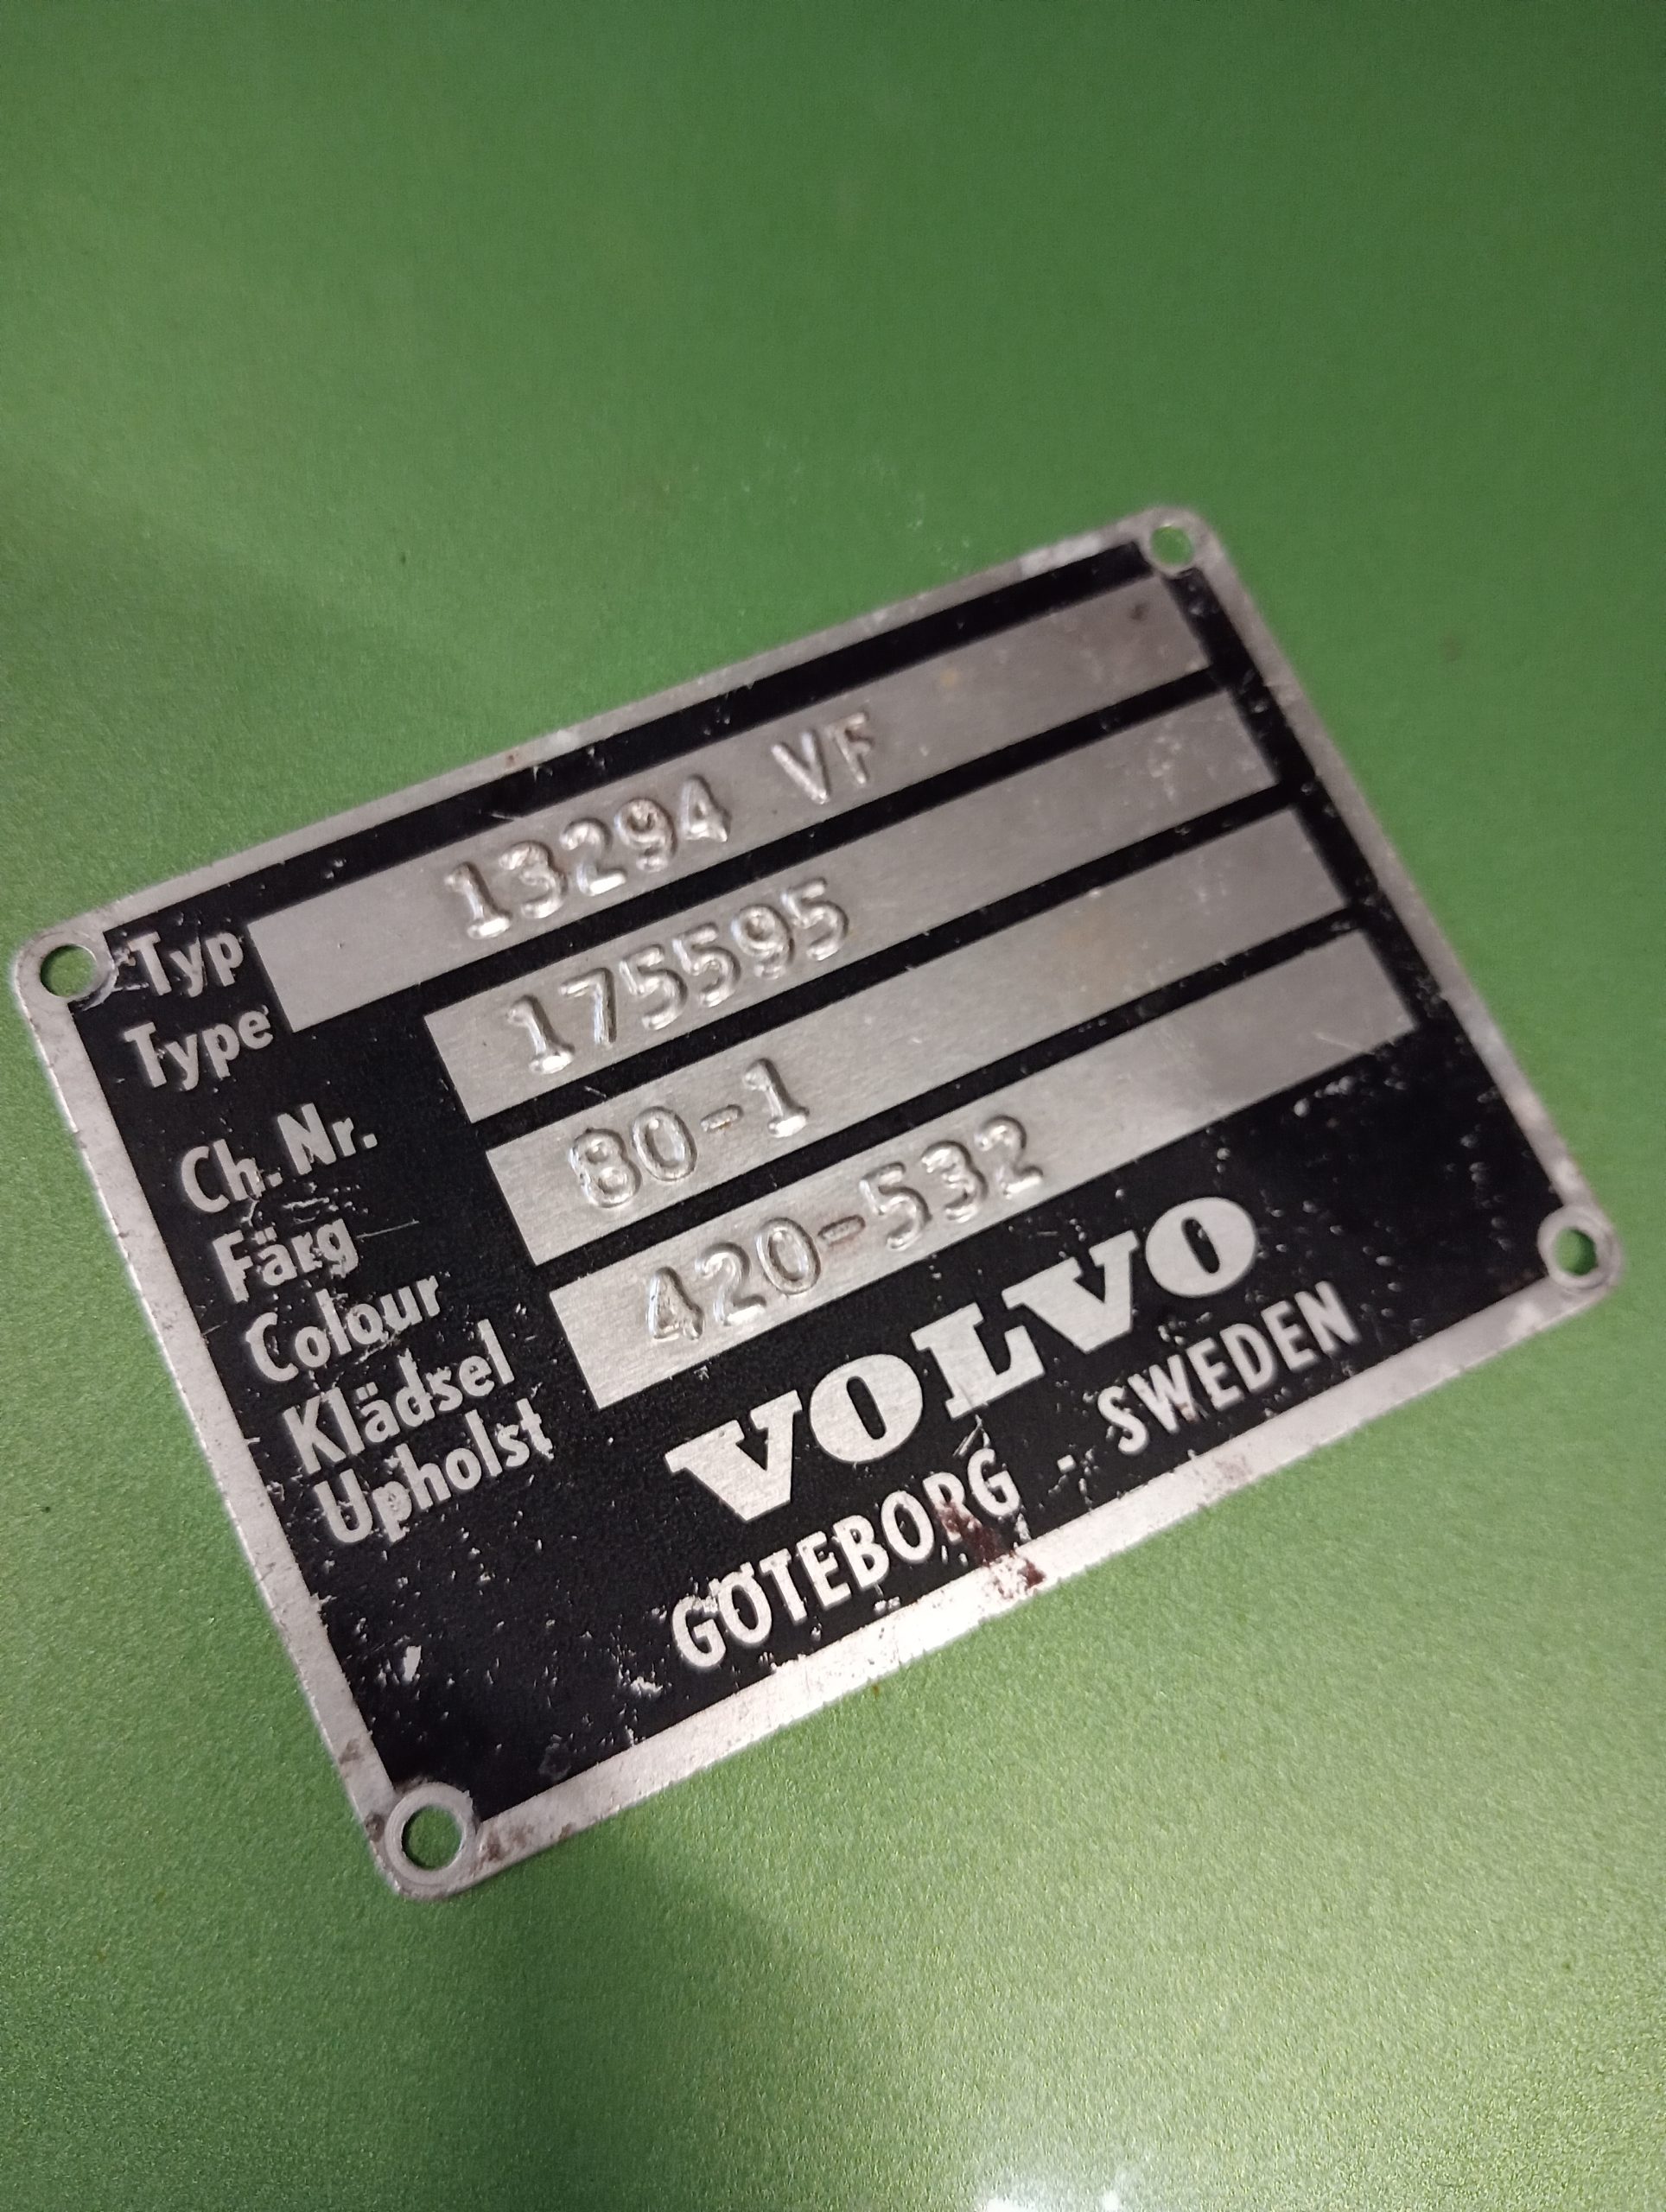 Typ 13294 VF
Type
Ch. Nr. 175595
Färg 80-1
Colour
Klädsel 420-532
Upholst
VOLVO
GÖTEBORG - SWEDEN